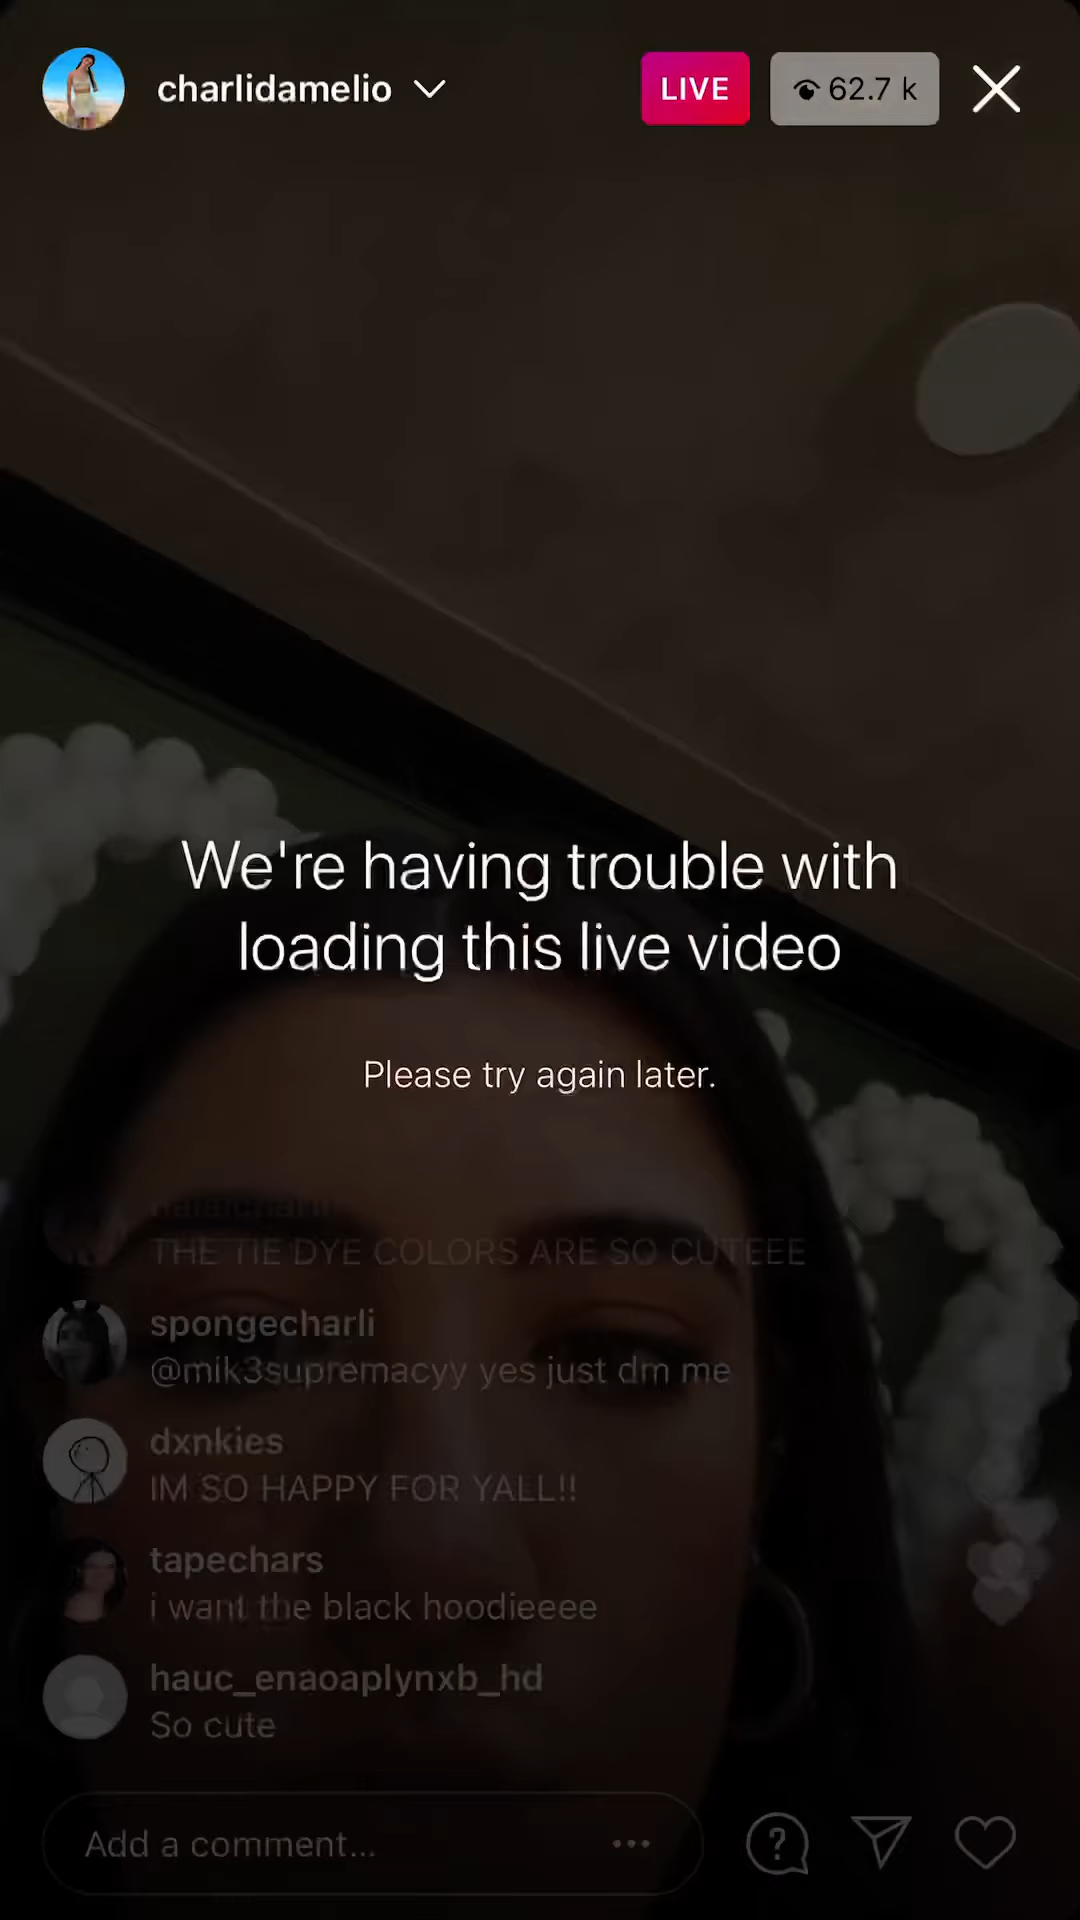 charlidamelio
LIVE
62.7 k
We're having trouble with
loading this live video
Please try again later.
THE TIE DYE COLORS ARE SO CUTEEE
spongecharli
@mik3supremacyy yes just dm me
dxnkies
IM SO HAPPY FOR YALL!!
tapechars
i want the black hoodieeee
hauc_enaoaplynxb_hd
So cute
Add a comment...